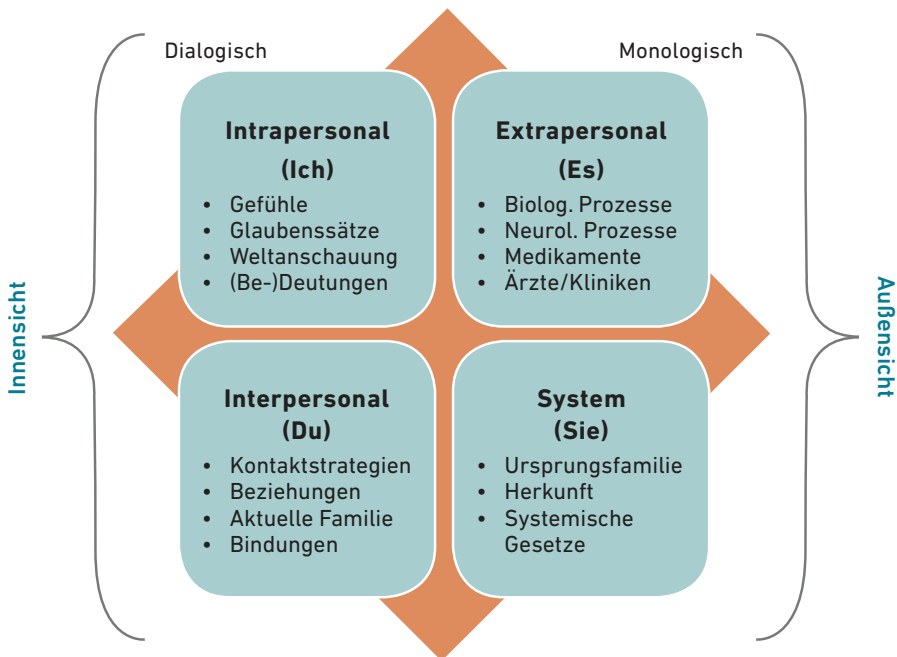 Dialogisch
Monologisch
Innensicht
Intrapersonal
(Ich)
• Gefühle
• Glaubenssätze
• Weltanschauung
• (Be-)Deutungen
Extrapersonal
(Es)
• Biolog. Prozesse
• Neurol. Prozesse
• Medikamente
• Ärzte/Kliniken
Interpersonal
(Du)
• Kontaktstrategien
• Beziehungen
• Aktuelle Familie
• Bindungen
System
(Sie)
• Ursprungsfamilie
• Herkunft
• Systemische
Gesetze
Außensicht